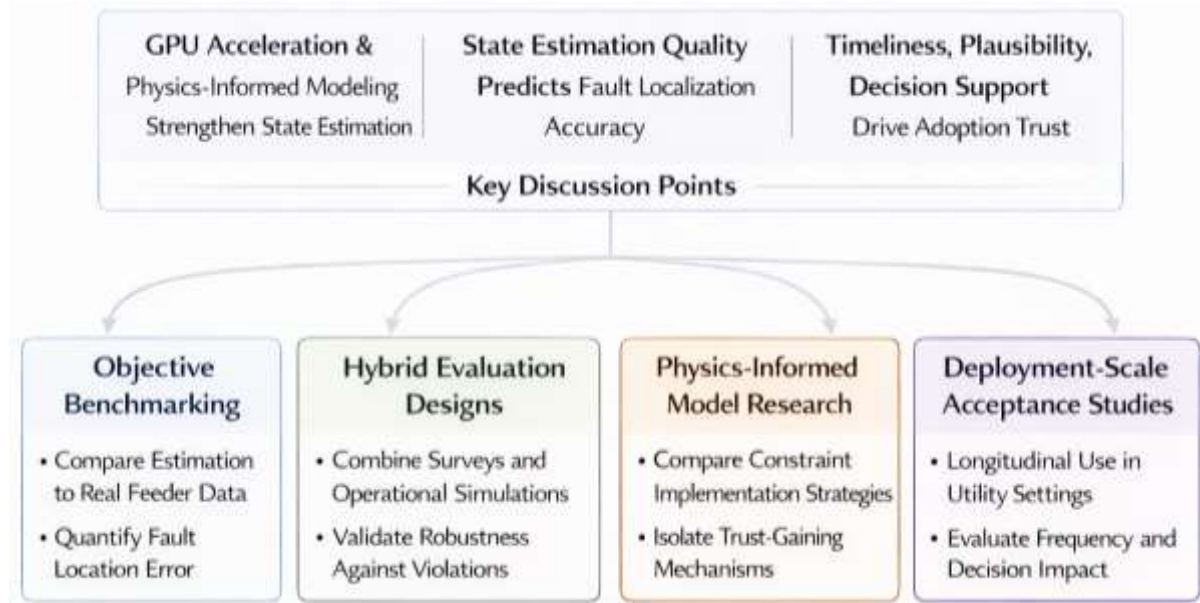 GPU Acceleration &
Physics-Informed Modeling
Strengthen State Estimation
State Estimation Quality
Predicts Fault Localization
Accuracy
Timeliness, Plausibility,
Decision Support
Drive Adoption Trust
Key Discussion Points
Objective
Benchmarking
• Compare Estimation
to Real Feeder Data
• Quantify Fault
Location Error
Hybrid Evaluation
Designs
• Combine Surveys and
Operational Simulations
• Validate Robustness
Against Violations
Physics-Informed
Model Research
• Compare Constraint
Implementation Strategies
• Isolate Trust-Gaining
Mechanisms
Deployment-Scale
Acceptance Studies
• Longitudinal Use in
Utility Settings
• Evaluate Frequency and
Decision Impact